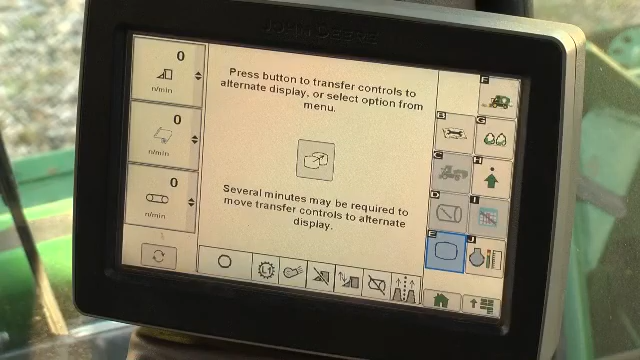 JOHN DEERE
0
n/min
0
n/min
0
n/min
Press button to transfer controls to
alternate display, or select option from
menu.
Several minutes may be required to
move transfer controls to alternate
display.
L1
F
B
G
C
H
D
I
E
J